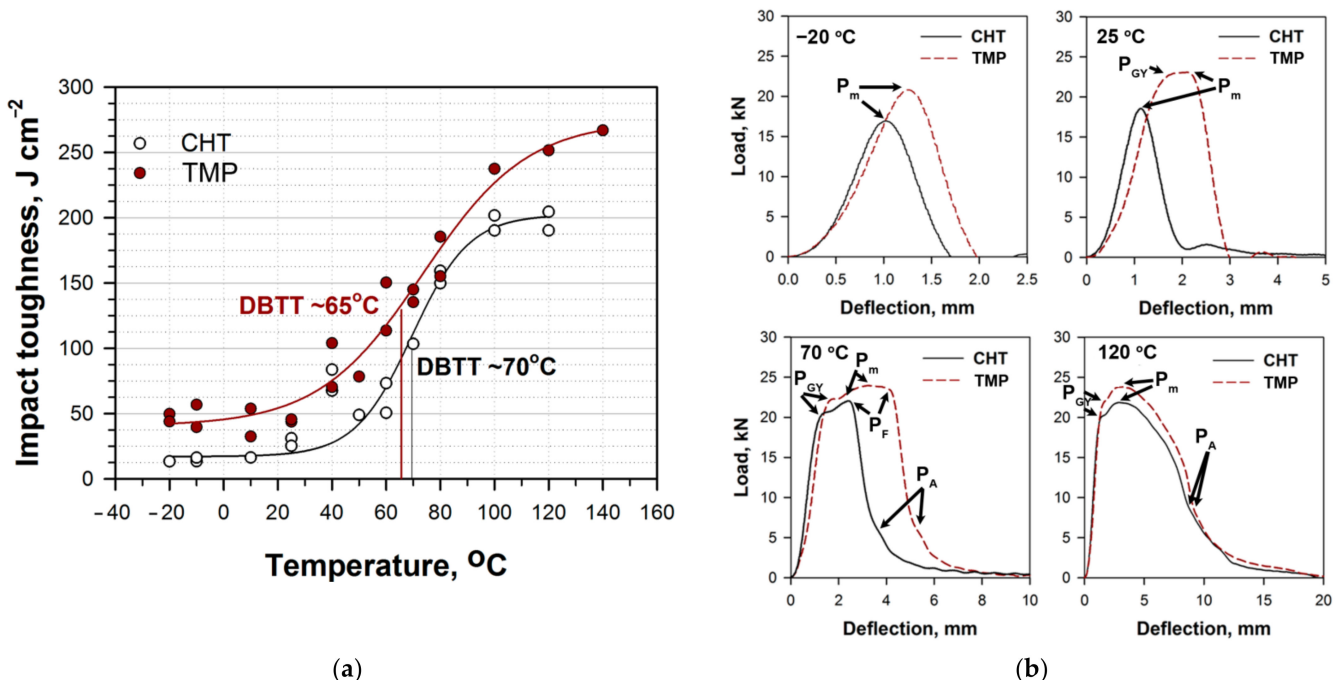 300
250
200
150
100
50
0
Impact toughness, J cm⁻²
CHT
TMP
DBTT ~65°C
DBTT ~70°C
−40 −20 0 20 40 60 80 100 120 140 160
Temperature, °C
(a)
30
25
20
15
10
5
0
Load, kN
−20 °C
CHT
TMP
Pm
0.0 0.5 1.0 1.5 2.0 2.5
Deflection, mm
30
25
20
15
10
5
0
25 °C
CHT
TMP
PGY
Pm
0 1 2 3 4 5
Deflection, mm
30
25
20
15
10
5
0
Load, kN
70 °C
CHT
TMP
Pm
PGY
PF
PA
0 2 4 6 8 10
Deflection, mm
30
25
20
15
10
5
0
120 °C
CHT
TMP
Pm
PGY
PA
0 5 10 15 20
Deflection, mm
(b)